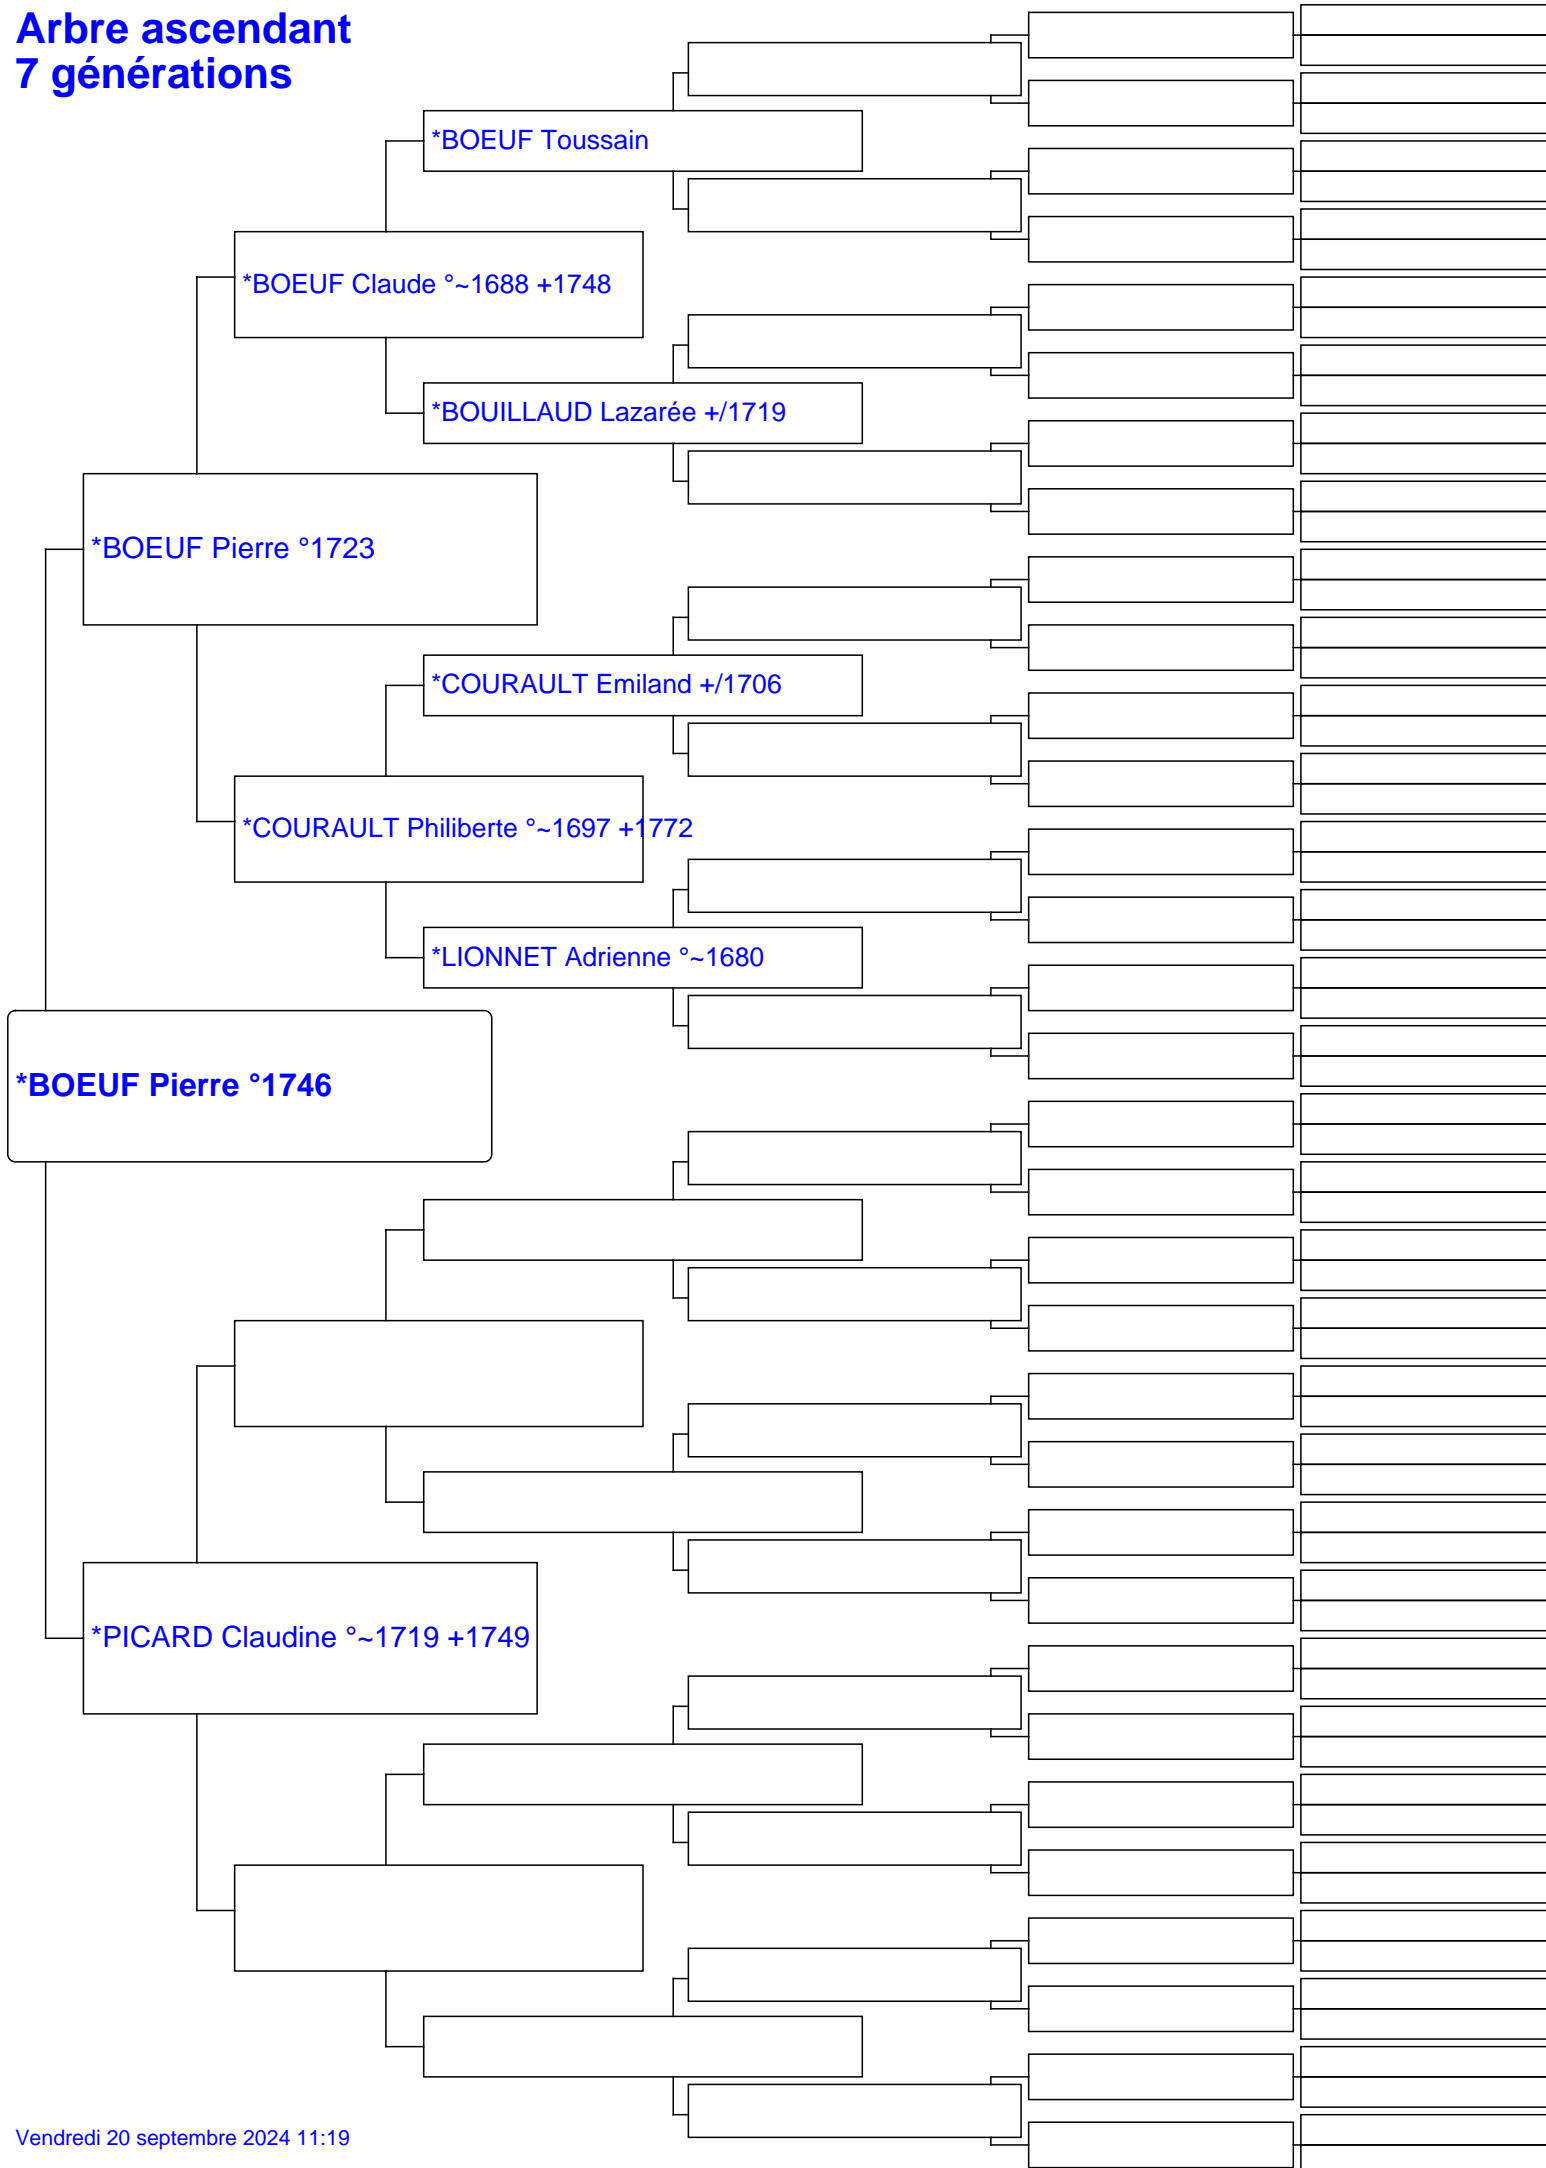 Arbre ascendant
7 générations
*BOEUF Toussain
*BOEUF Claude °~1688 +1748
*BOUILLAUD Lazarée +/1719
*BOEUF Pierre °1723
*COURAULT Emiland +/1706
*COURAULT Philiberte °~1697 +1772
*LIONNET Adrienne °~1680
*BOEUF Pierre °1746
*PICARD Claudine °~1719 +1749
Vendredi 20 septembre 2024 11:19